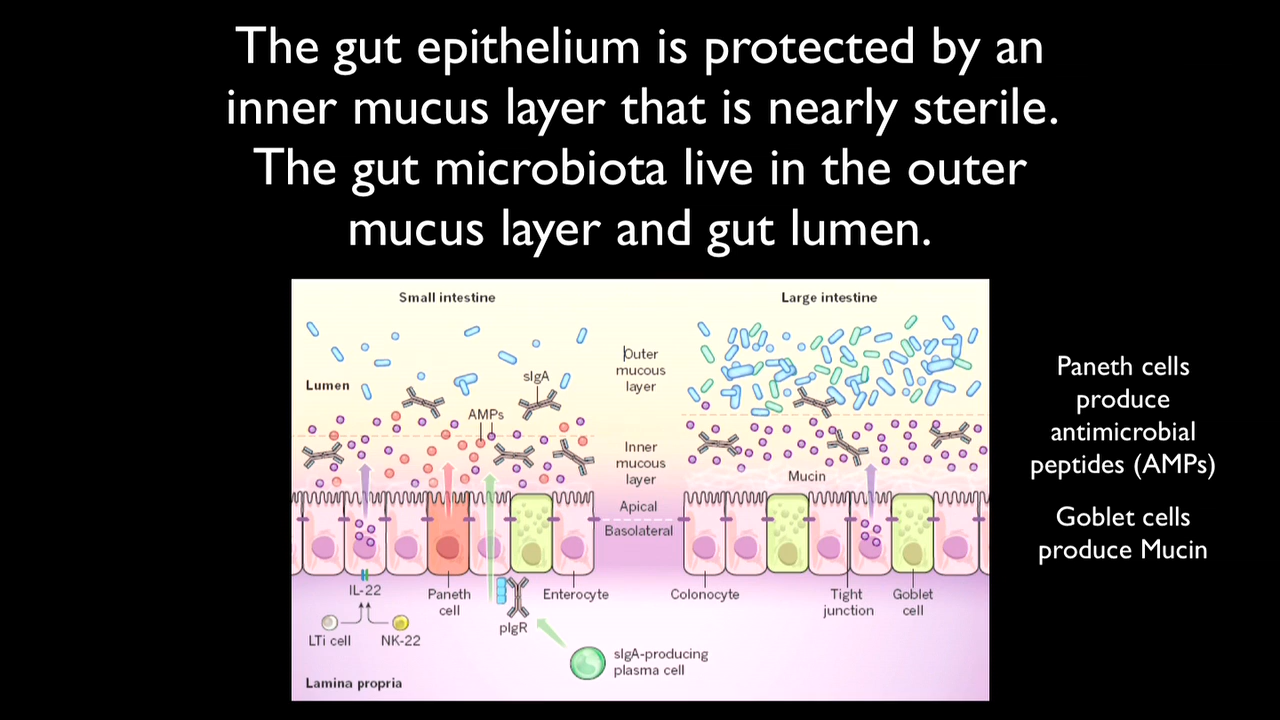 The gut epithelium is protected by an
inner mucus layer that is nearly sterile.
The gut microbiota live in the outer
mucus layer and gut lumen.
Small intestine
Large intestine
Outer
mucous
layer
Lumen
sIgA
AMPs
Inner
mucous
layer
Mucin
Apical
Basolateral
IL-22
Paneth
cell
Enterocyte
Colonocyte
Tight
junction
Goblet
cell
LTi cell
NK-22
pIgR
sIgA-producing
plasma cell
Lamina propria
Paneth cells
produce
antimicrobial
peptides (AMPs)
Goblet cells
produce Mucin